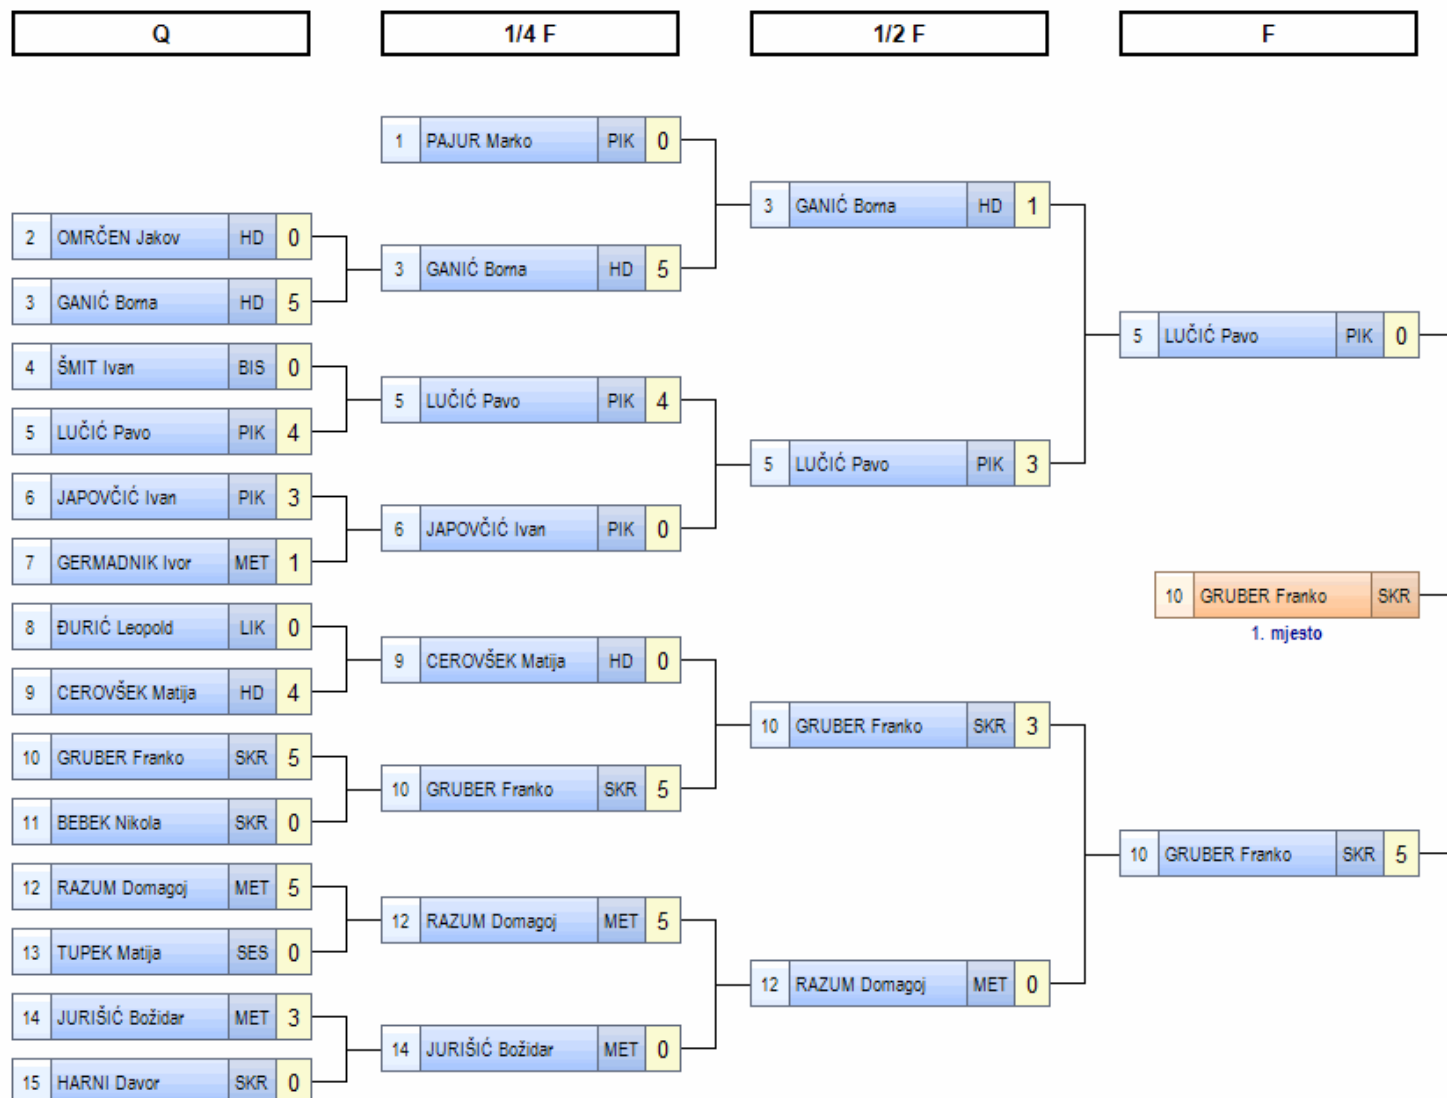 Q
1/4 F
1/2 F
F
1 PAJUR Marko PIK 0
3 GANIĆ Borna HD 1
2 OMRČEN Jakov HD 0
3 GANIĆ Borna HD 5
3 GANIĆ Borna HD 5
5 LUČIĆ Pavo PIK 0
4 ŠMIT Ivan BIS 0
5 LUČIĆ Pavo PIK 4
5 LUČIĆ Pavo PIK 4
5 LUČIĆ Pavo PIK 3
6 JAPOVČIĆ Ivan PIK 3
6 JAPOVČIĆ Ivan PIK 0
7 GERMADNIK Ivor MET 1
10 GRUBER Franko SKR
1. mjesto
8 ĐURIĆ Leopold LIK 0
9 CEROVŠEK Matija HD 0
9 CEROVŠEK Matija HD 4
10 GRUBER Franko SKR 3
10 GRUBER Franko SKR 5
10 GRUBER Franko SKR 5
11 BEBEK Nikola SKR 0
10 GRUBER Franko SKR 5
12 RAZUM Domagoj MET 5
12 RAZUM Domagoj MET 5
13 TUPEK Matija SES 0
12 RAZUM Domagoj MET 0
14 JURIŠIĆ Božidar MET 3
14 JURIŠIĆ Božidar MET 0
15 HARNI Davor SKR 0